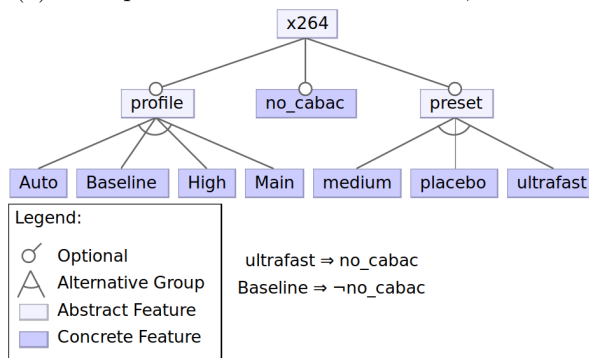 x264
profile no_cabac preset
Auto Baseline High Main medium placebo ultrafast
Legend:
Optional
Alternative Group
Abstract Feature
Concrete Feature
ultrafast ⇒ no_cabac
Baseline ⇒ ¬no_cabac